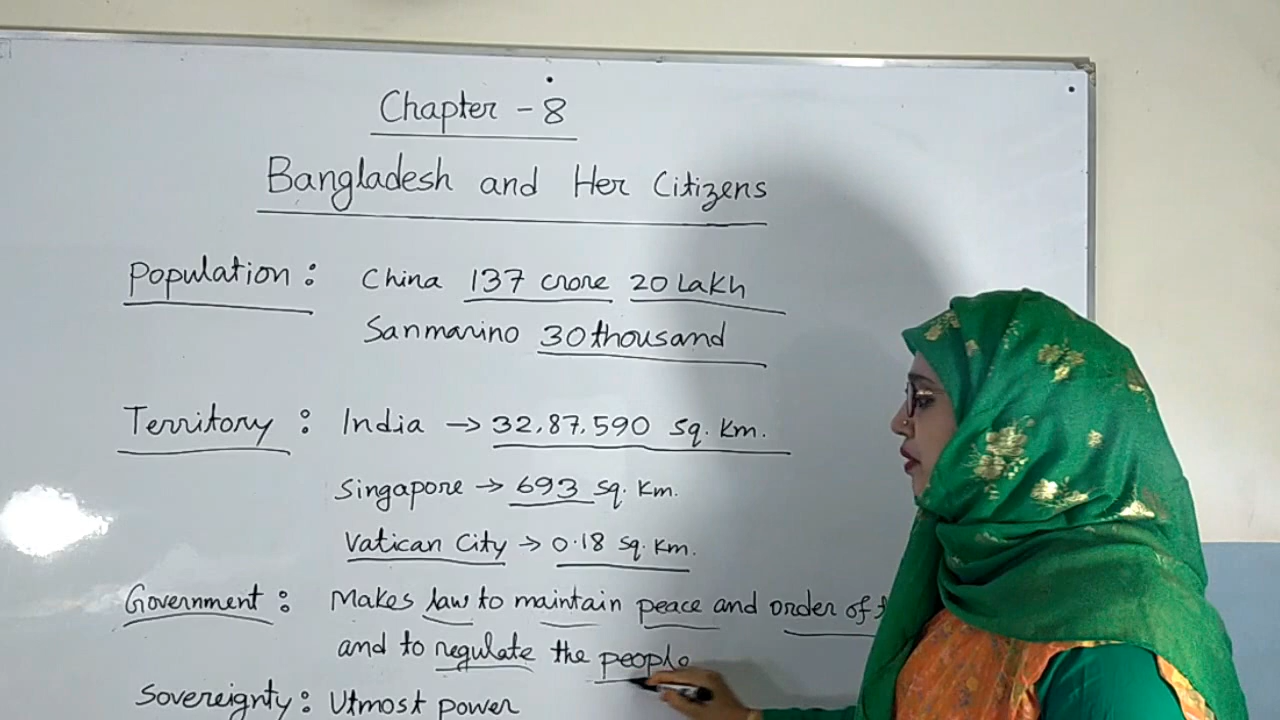 Chapter - 8
Bangladesh and Her Citizens
Population : China 137 crore 20 Lakh
Sanmarino 30 thousand
Territory : India → 32,87,590 Sq. Km.
Singapore → 693 Sq. Km.
Vatican City → 0.18 Sq. Km.
Government : Makes law to maintain peace and order of
and to regulate the people
Sovereignty : Utmost power